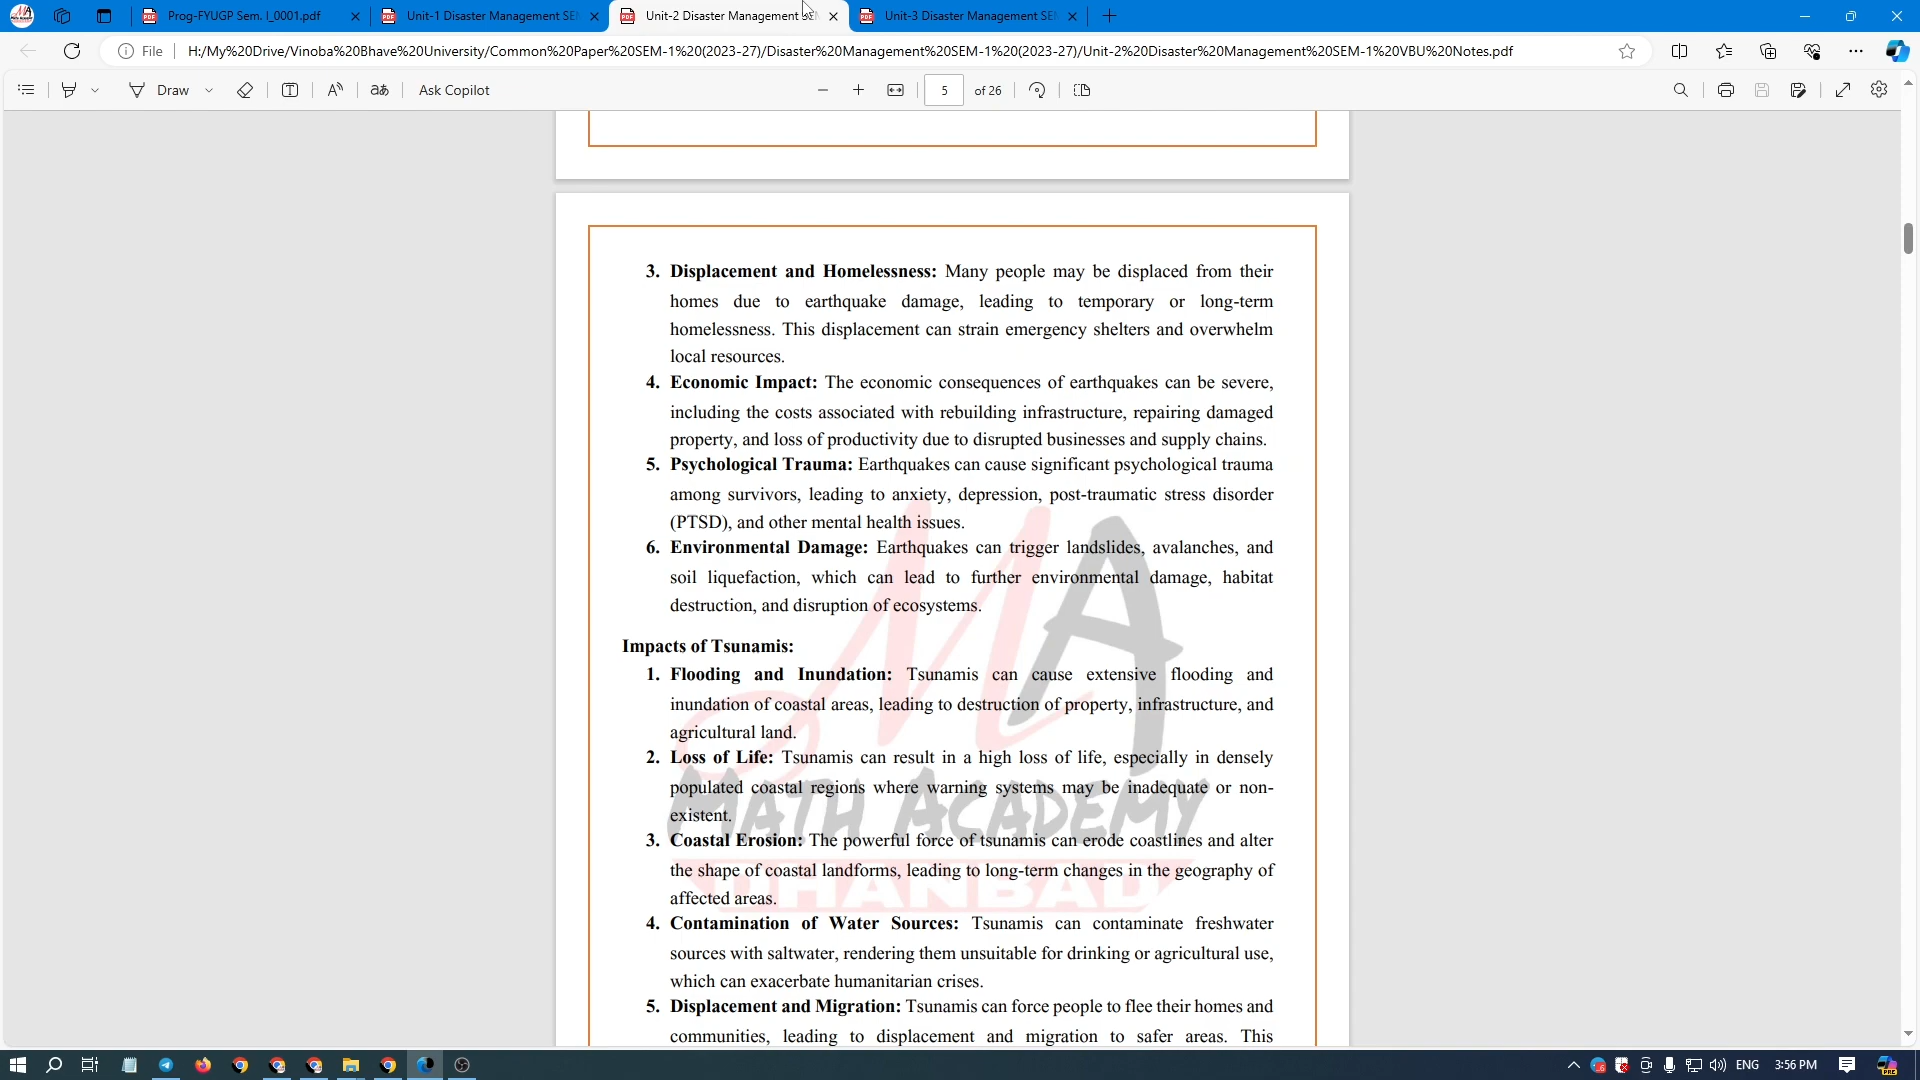 Prog-FYUGP Sem. I_0001.pdf
Unit-1 Disaster Management SE
Unit-2 Disaster Management
Unit-3 Disaster Management SE
File
H:/My%20Drive/Vinoba%20Bhave%20University/Common%20Paper%20SEM-1%20(2023-27)/Disaster%20Management%20SEM-1%20(2023-27)/Unit-2%20Disaster%20Management%20SEM-1%20VBU%20Notes.pdf
Draw
aあ
Ask Copilot
5 of 26
3. Displacement and Homelessness: Many people may be displaced from their
homes due to earthquake damage, leading to temporary or long-term
homelessness. This displacement can strain emergency shelters and overwhelm
local resources.
4. Economic Impact: The economic consequences of earthquakes can be severe,
including the costs associated with rebuilding infrastructure, repairing damaged
property, and loss of productivity due to disrupted businesses and supply chains.
5. Psychological Trauma: Earthquakes can cause significant psychological trauma
among survivors, leading to anxiety, depression, post-traumatic stress disorder
(PTSD), and other mental health issues.
6. Environmental Damage: Earthquakes can trigger landslides, avalanches, and
soil liquefaction, which can lead to further environmental damage, habitat
destruction, and disruption of ecosystems.
Impacts of Tsunamis:
1. Flooding and Inundation: Tsunamis can cause extensive flooding and
inundation of coastal areas, leading to destruction of property, infrastructure, and
agricultural land.
2. Loss of Life: Tsunamis can result in a high loss of life, especially in densely
populated coastal regions where warning systems may be inadequate or non-
existent.
3. Coastal Erosion: The powerful force of tsunamis can erode coastlines and alter
the shape of coastal landforms, leading to long-term changes in the geography of
affected areas.
4. Contamination of Water Sources: Tsunamis can contaminate freshwater
sources with saltwater, rendering them unsuitable for drinking or agricultural use,
which can exacerbate humanitarian crises.
5. Displacement and Migration: Tsunamis can force people to flee their homes and
communities, leading to displacement and migration to safer areas. This
MA
MATH ACADEMY
DHANBAD
ENG
3:56 PM